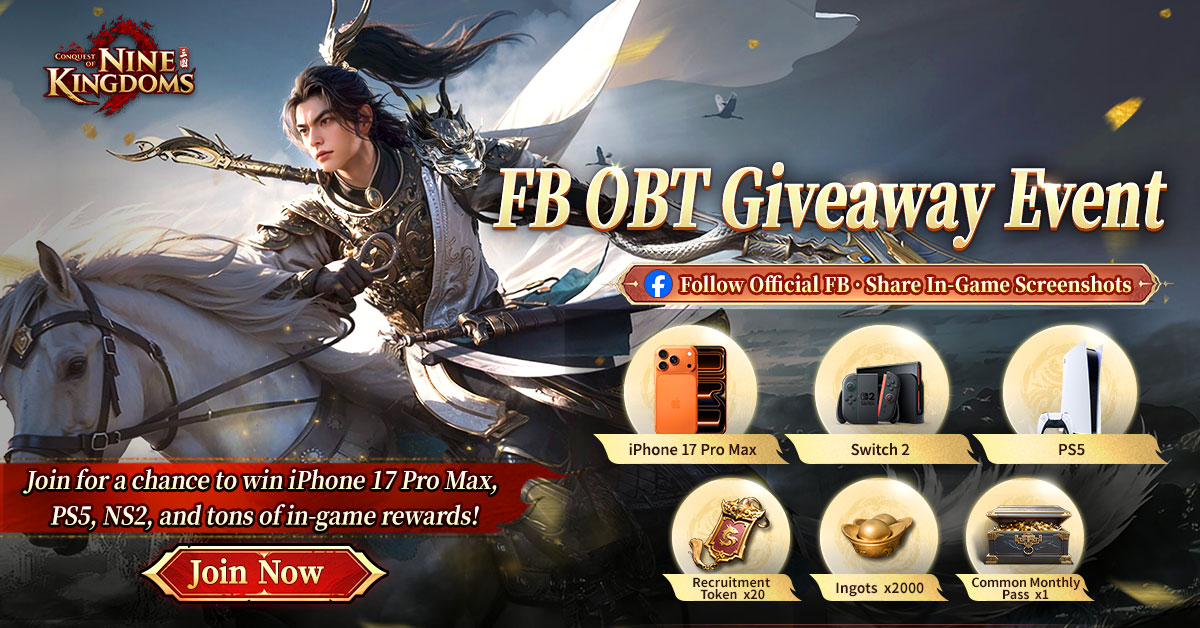 CONQUEST
OF
NINE
KINGDOMS
三国
FB OBT Giveaway Event
Follow Official FB · Share In-Game Screenshots
iPhone 17 Pro Max
Switch 2
PS5
Join for a chance to win iPhone 17 Pro Max,
PS5, NS2, and tons of in-game rewards!
Join Now
Recruitment
Token x20
Ingots x2000
Common Monthly
Pass x1